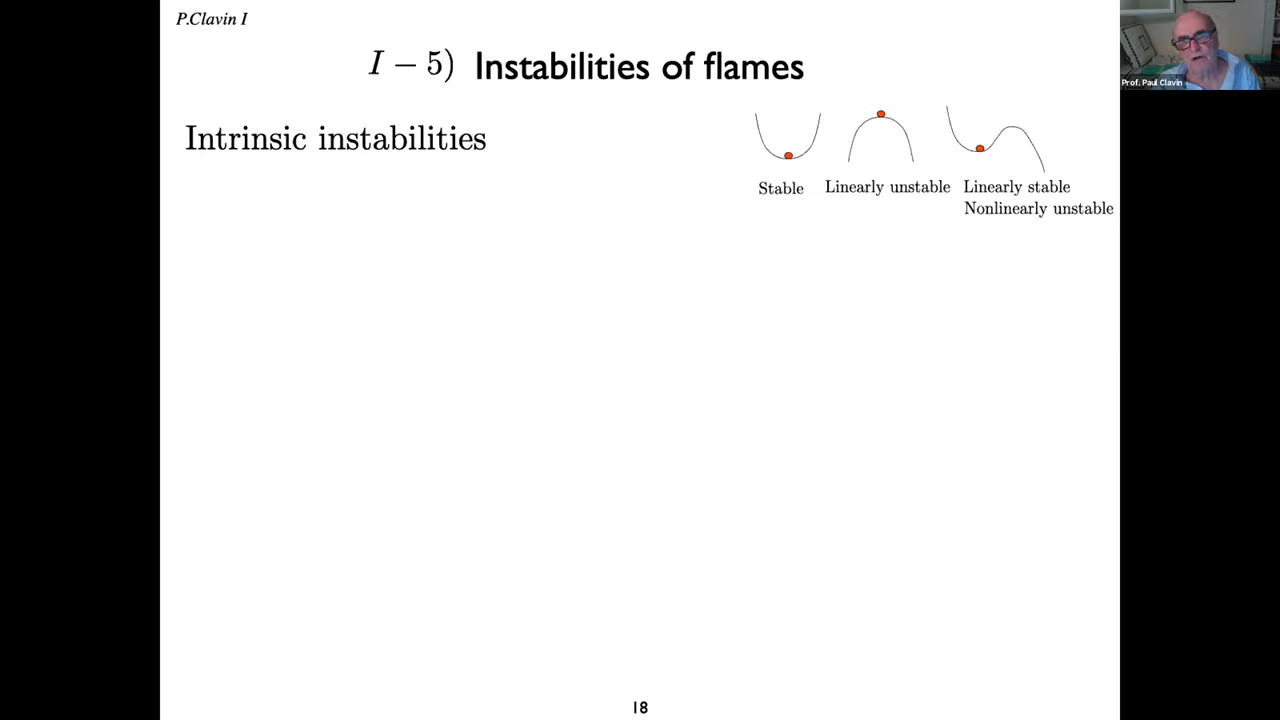 P.Clavin I
I – 5) Instabilities of flames
Prof. Paul Clavin
Intrinsic instabilities
Stable
Linearly unstable
Linearly stable
Nonlinearly unstable
18